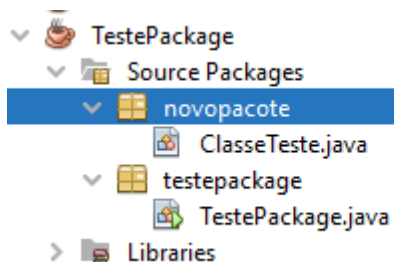 TestePackage
Source Packages
novopacote
ClasseTeste.java
testepackage
TestePackage.java
Libraries